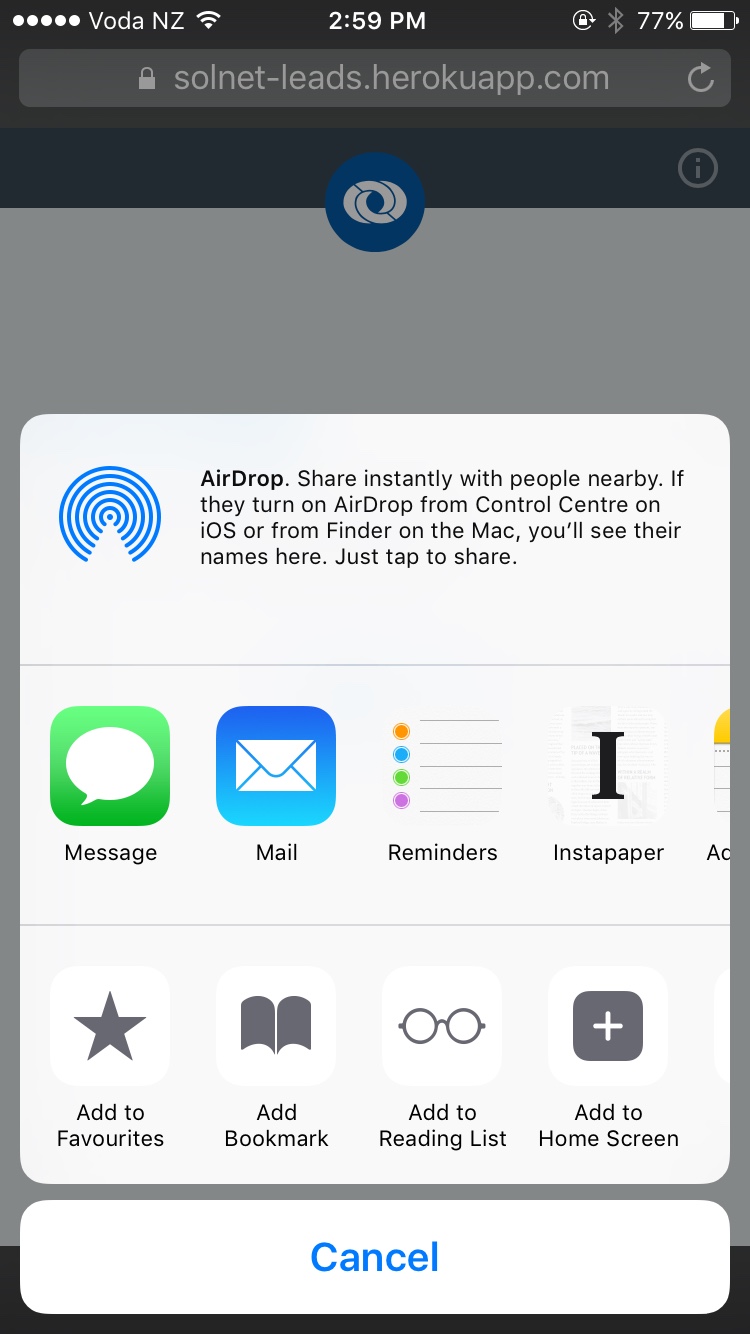 Voda NZ 2:59 PM 77%
solnet-leads.herokuapp.com
AirDrop. Share instantly with people nearby. If
they turn on AirDrop from Control Centre on
iOS or from Finder on the Mac, you’ll see their
names here. Just tap to share.
Message Mail Reminders Instapaper
Add to Add Add to Add to
Favourites Bookmark Reading List Home Screen
Cancel